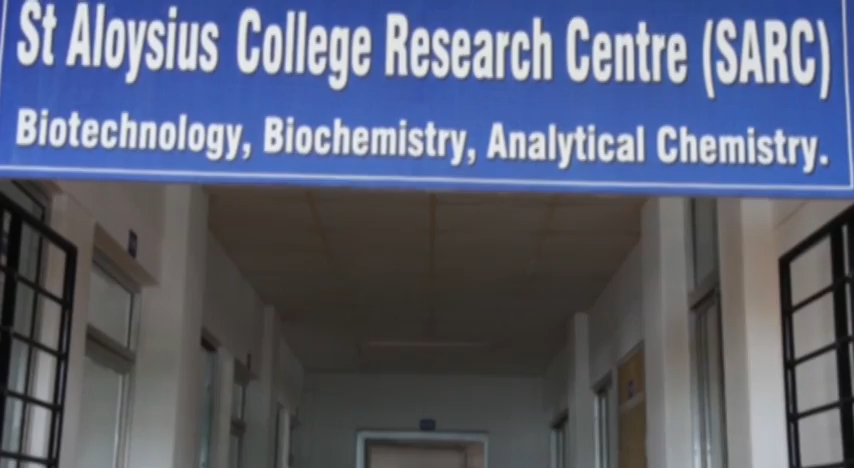 St Aloysius College Research Centre (SARC)
Biotechnology, Biochemistry, Analytical Chemistry.